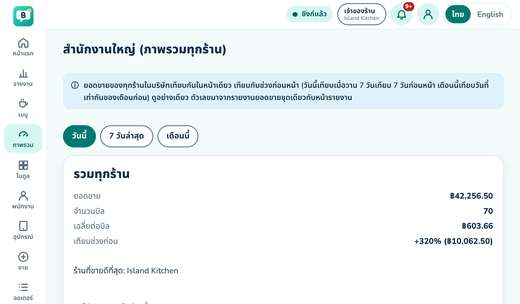 B
ซิงก์แล้ว
เจ้าของร้าน
Island Kitchen
9+
ไทย
English
หน้าแรก
รายงาน
เมนู
ภาพรวม
โมดูล
พนักงาน
อุปกรณ์
ขาย
ออเดอร์
สำนักงานใหญ่ (ภาพรวมทุกร้าน)
ยอดขายของทุกร้านในบริษัทเทียบกันในหน้าเดียว เทียบกับช่วงก่อนหน้า (วันนี้เทียบเมื่อวาน 7 วันเทียบ 7 วันก่อนหน้า เดือนนี้เทียบวันที่
เท่ากันของเดือนก่อน) ดูอย่างเดียว ตัวเลขมาจากรายงานยอดขายชุดเดียวกับหน้ารายงาน
วันนี้
7 วันล่าสุด
เดือนนี้
รวมทุกร้าน
ยอดขาย ฿42,256.50
จำนวนบิล 70
เฉลี่ยต่อบิล ฿603.66
เทียบช่วงก่อน +320% (฿10,062.50)
ร้านที่ขายดีที่สุด: Island Kitchen